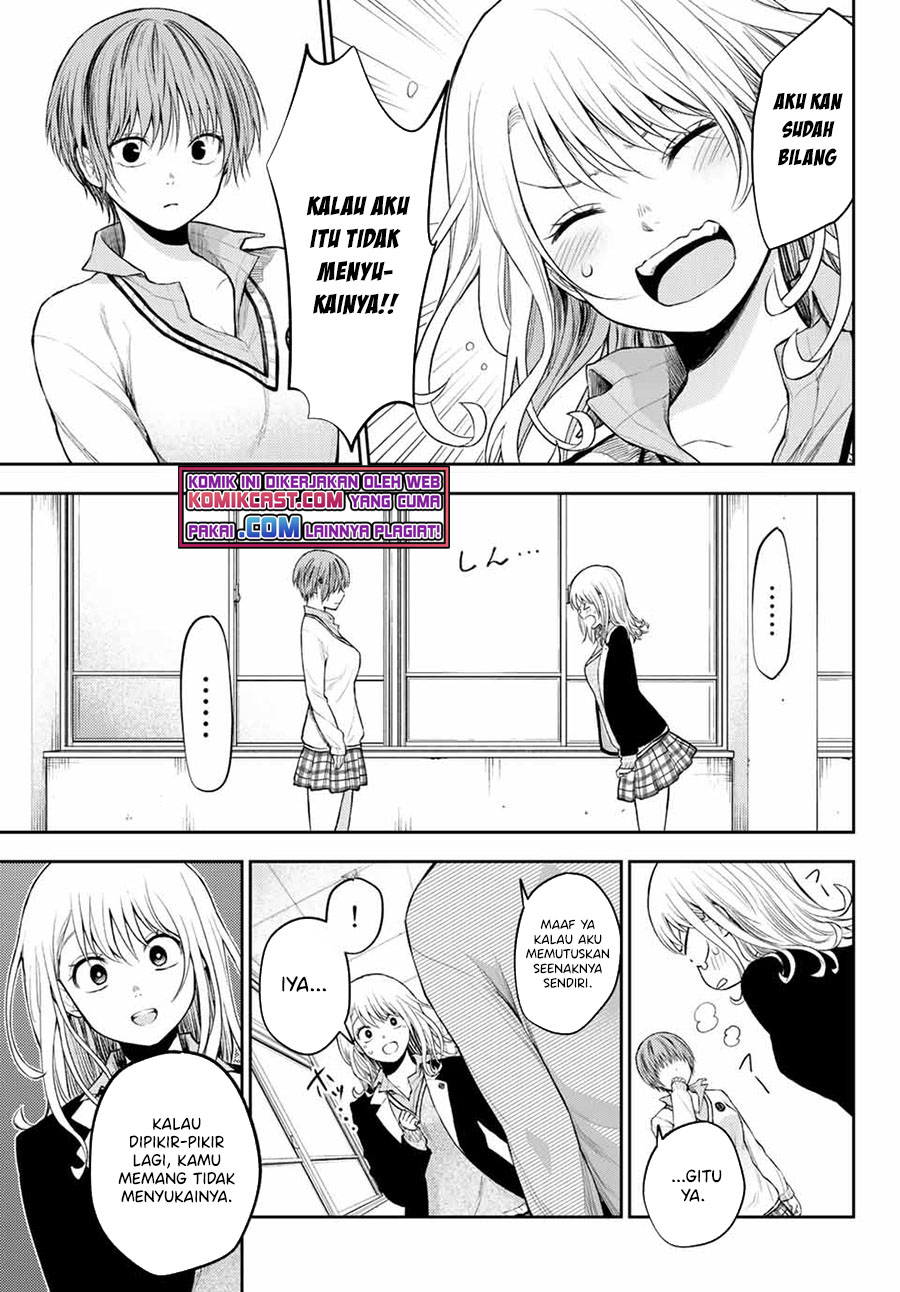 AKU KAN
SUDAH
BILANG
KALAU AKU
ITU TIDAK
MENYU-
KAINYA!!
KOMIK INI DIKERJAKAN OLEH WEB
KOMIKCAST.COM YANG CUMA
PAKAI .COM LAINNYA PLAGIAT!
しん…
……
……
...GITU
YA.
MAAF YA
KALAU AKU
MEMUTUSKAN
SEENAKNYA
SENDIRI.
!
IYA...
KALAU
DIPIKIR-PIKIR
LAGI, KAMU
MEMANG TIDAK
MENYUKAINYA.